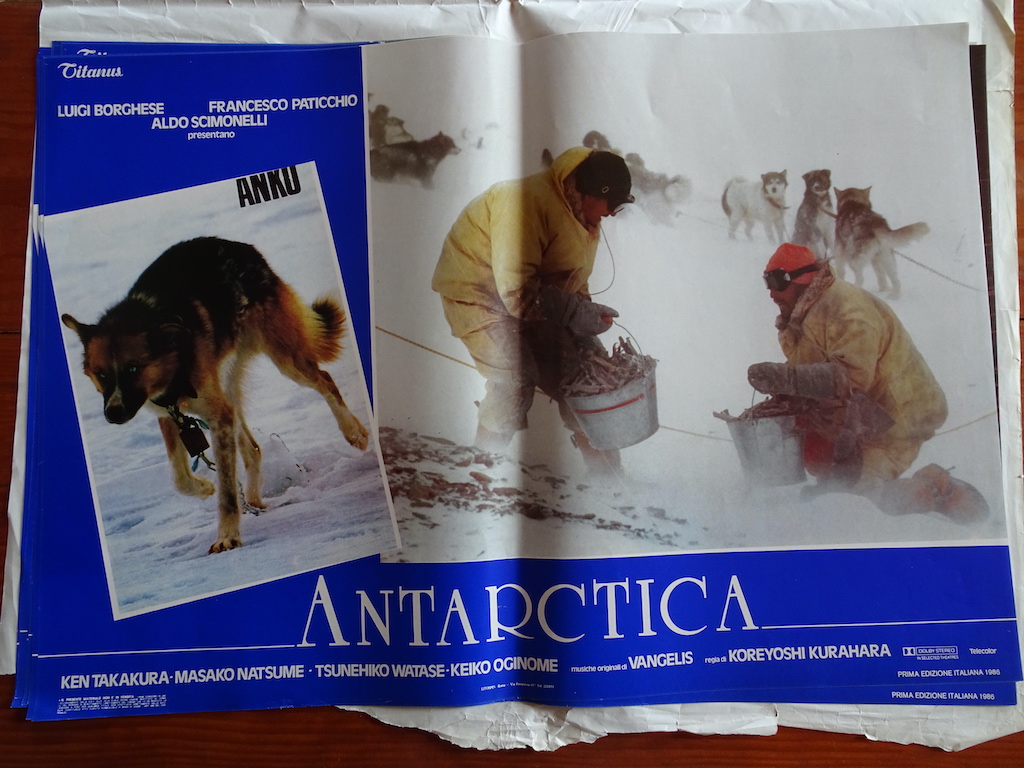 Titanus
LUIGI BORGHESE FRANCESCO PATICCHIO
ALDO SCIMONELLI
presentano
ANKO
ANTARCTICA
KEN TAKAKURA · MASAKO NATSUME · TSUNEHIKO WATASE · KEIKO OGINOME musiche originali di VANGELIS regia di KOREYOSHI KURAHARA DOLBY STEREO Telecolor
IN SELECTED THEATRES
PRIMA EDIZIONE ITALIANA 1986
PRIMA EDIZIONE ITALIANA 1986